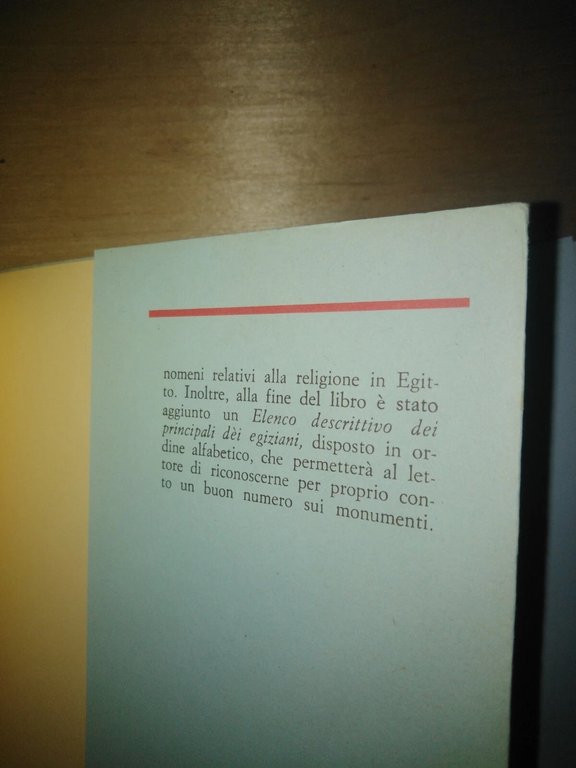 nomeni relativi alla religione in Egit-
to. Inoltre, alla fine del libro è stato
aggiunto un Elenco descrittivo dei
principali dèi egiziani, disposto in or-
dine alfabetico, che permetterà al let-
tore di riconoscerne per proprio con-
to un buon numero sui monumenti.